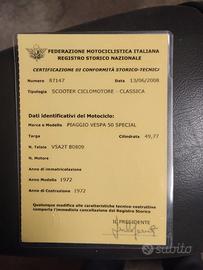 FEDERAZIONE MOTOCICLISTICA ITALIANA
REGISTRO STORICO NAZIONALE
CERTIFICAZIONE DI CONFORMITÀ STORICO-TECNICA
Numero 87147 Data 13/06/2008
Tipologia SCOOTER CICLOMOTORE - CLASSICA
Dati identificativi del Motociclo:
Marca e Modello PIAGGIO VESPA 50 SPECIAL
Targa Cilindrata 49,77
N. Telaio V5A2T 80809
N. Motore
Anno di immatricolazione
Anno Modello 1972
Anno di Costruzione 1972
Qualunque modifica alle caratteristiche tecnico-costruttive
comporta l'immediata cancellazione dal Registro Storico
IL PRESIDENTE
subito